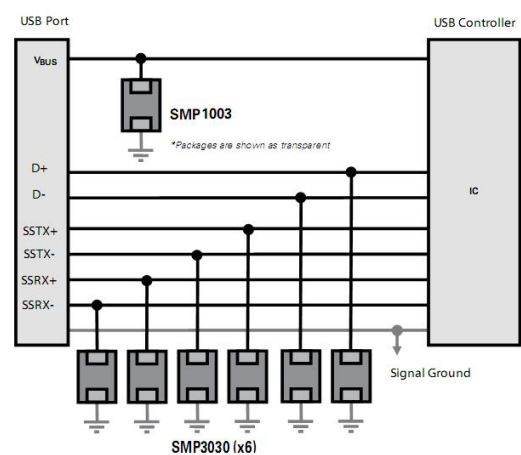 USB Port
USB Controller
VBUS
SMP1003
*Packages are shown as transparent
D+
D-
IC
SSTX+
SSTX-
SSRX+
SSRX-
Signal Ground
SMP3030 (x6)